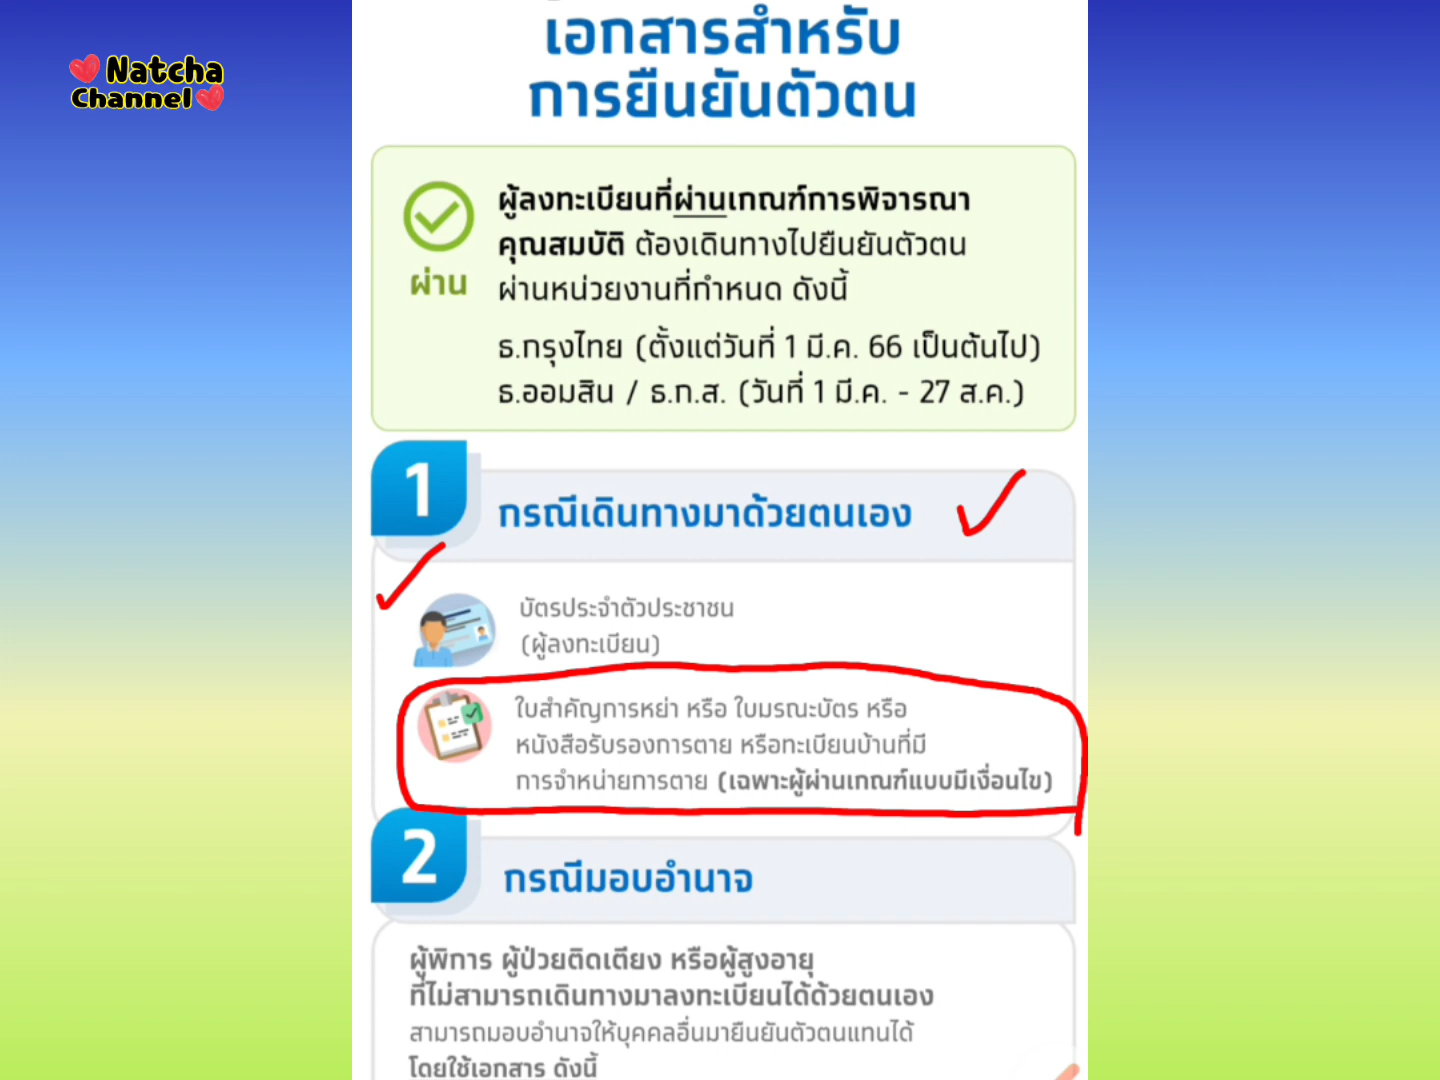 Natcha
Channel
เอกสารสำหรับ
การยืนยันตัวตน
ผู้ลงทะเบียนที่ผ่านเกณฑ์การพิจารณา
คุณสมบัติ ต้องเดินทางไปยืนยันตัวตน
ผ่าน
ผ่านหน่วยงานที่กำหนด ดังนี้
ธ.กรุงไทย (ตั้งแต่วันที่ 1 มี.ค. 66 เป็นต้นไป)
ธ.ออมสิน / ธ.ก.ส. (วันที่ 1 มี.ค. - 27 ส.ค.)
1
กรณีเดินทางมาด้วยตนเอง
บัตรประจำตัวประชาชน
(ผู้ลงทะเบียน)
ใบสำคัญการหย่า หรือ ใบมรณะบัตร หรือ
หนังสือรับรองการตาย หรือทะเบียนบ้านที่มี
การจำหน่ายการตาย (เฉพาะผู้ผ่านเกณฑ์แบบมีเงื่อนไข)
2
กรณีมอบอำนาจ
ผู้พิการ ผู้ป่วยติดเตียง หรือผู้สูงอายุ
ที่ไม่สามารถเดินทางมาลงทะเบียนได้ด้วยตนเอง
สามารถมอบอำนาจให้บุคคลอื่นมายืนยันตัวตนแทนได้
โดยใช้เอกสาร ดังนี้